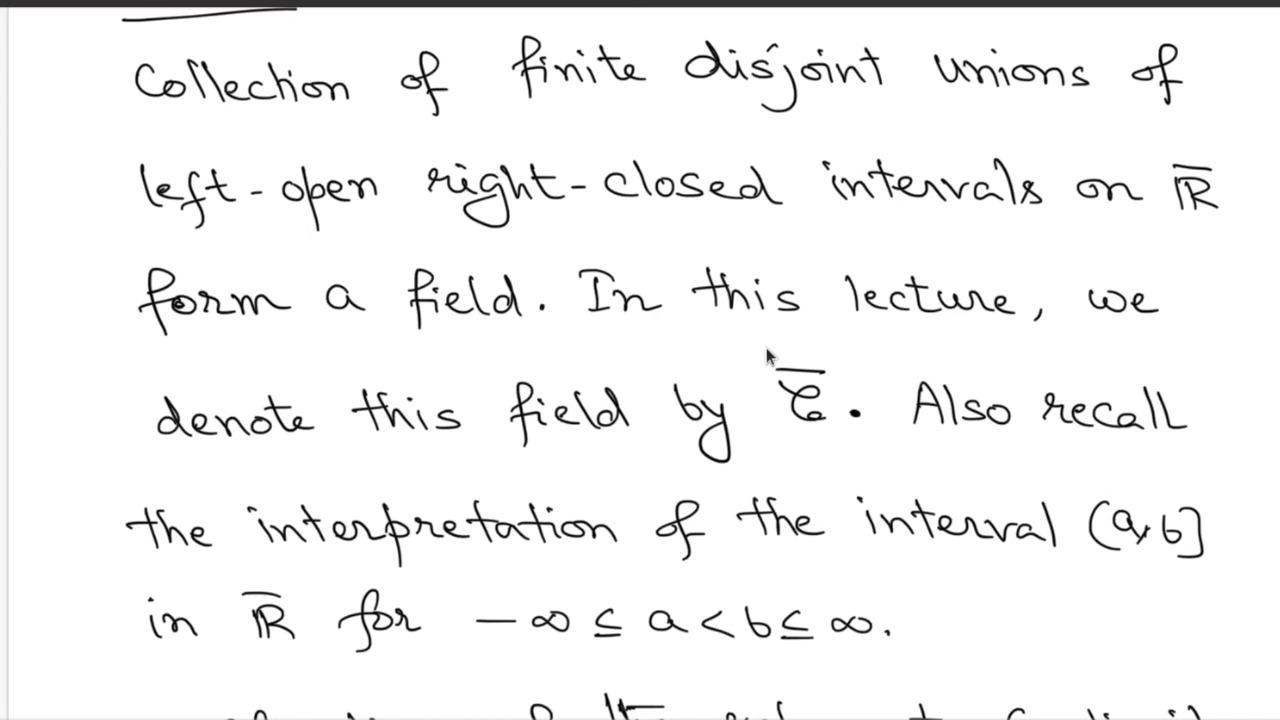 Collection of finite disjoint unions of
left-open right-closed intervals on ℝ̅
form a field. In this lecture, we
denote this field by 𝒞̅. Also recall
the interpretation of the interval (a, b]
in ℝ̅ for -∞ ≤ a < b ≤ ∞.